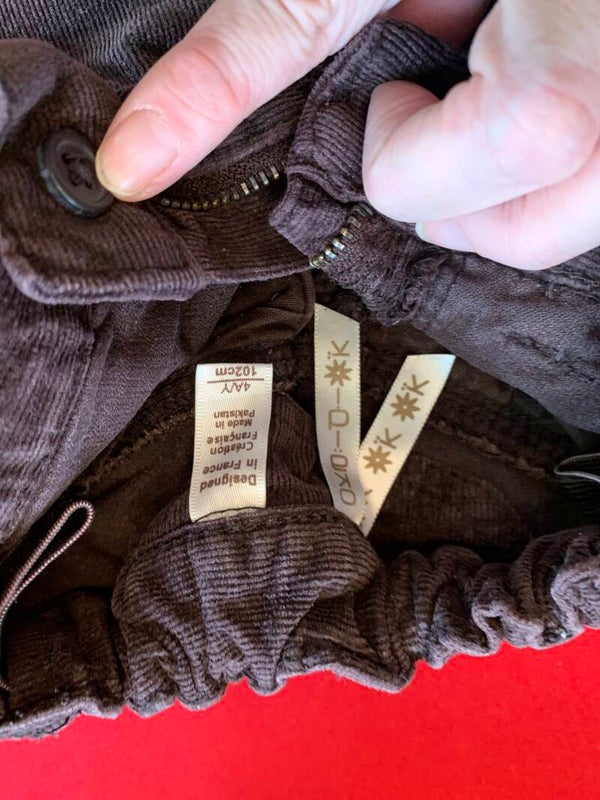 Designed
in France
Création
Française
Made in
Pakistan
4A/Y
102cm